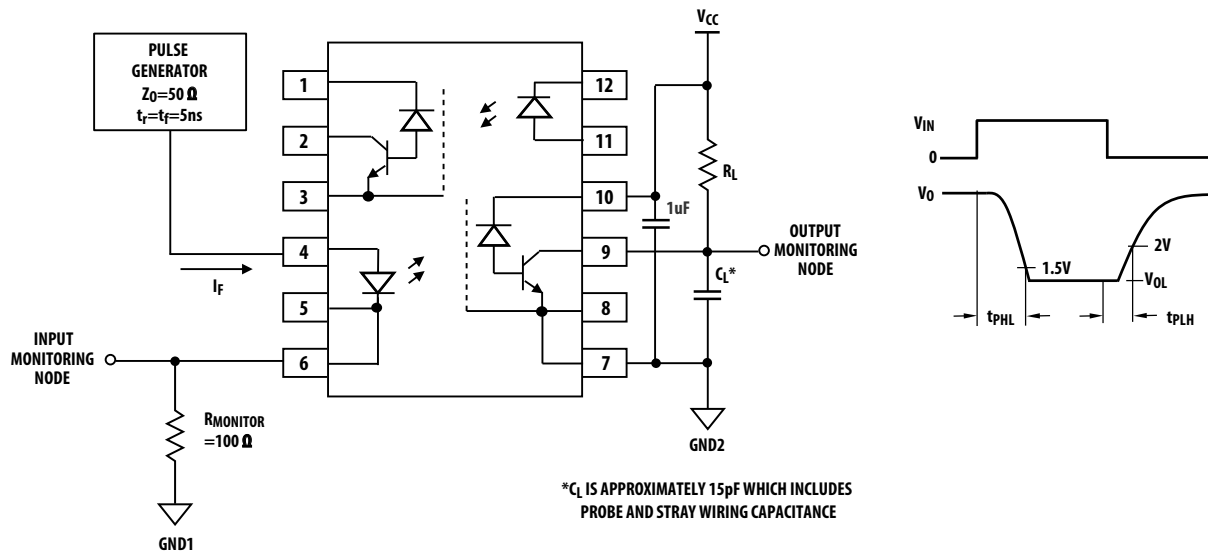 PULSE
GENERATOR
Z0=50 Ω
tr=tf=5ns
VCC
1
2
3
4
5
6
12
11
10
9
8
7
IF
RL
1uF
CL*
OUTPUT
MONITORING
NODE
INPUT
MONITORING
NODE
RMONITOR
=100 Ω
GND1
GND2
*CL IS APPROXIMATELY 15pF WHICH INCLUDES
PROBE AND STRAY WIRING CAPACITANCE
VIN
0
VO
2V
1.5V
VOL
tPHL
tPLH